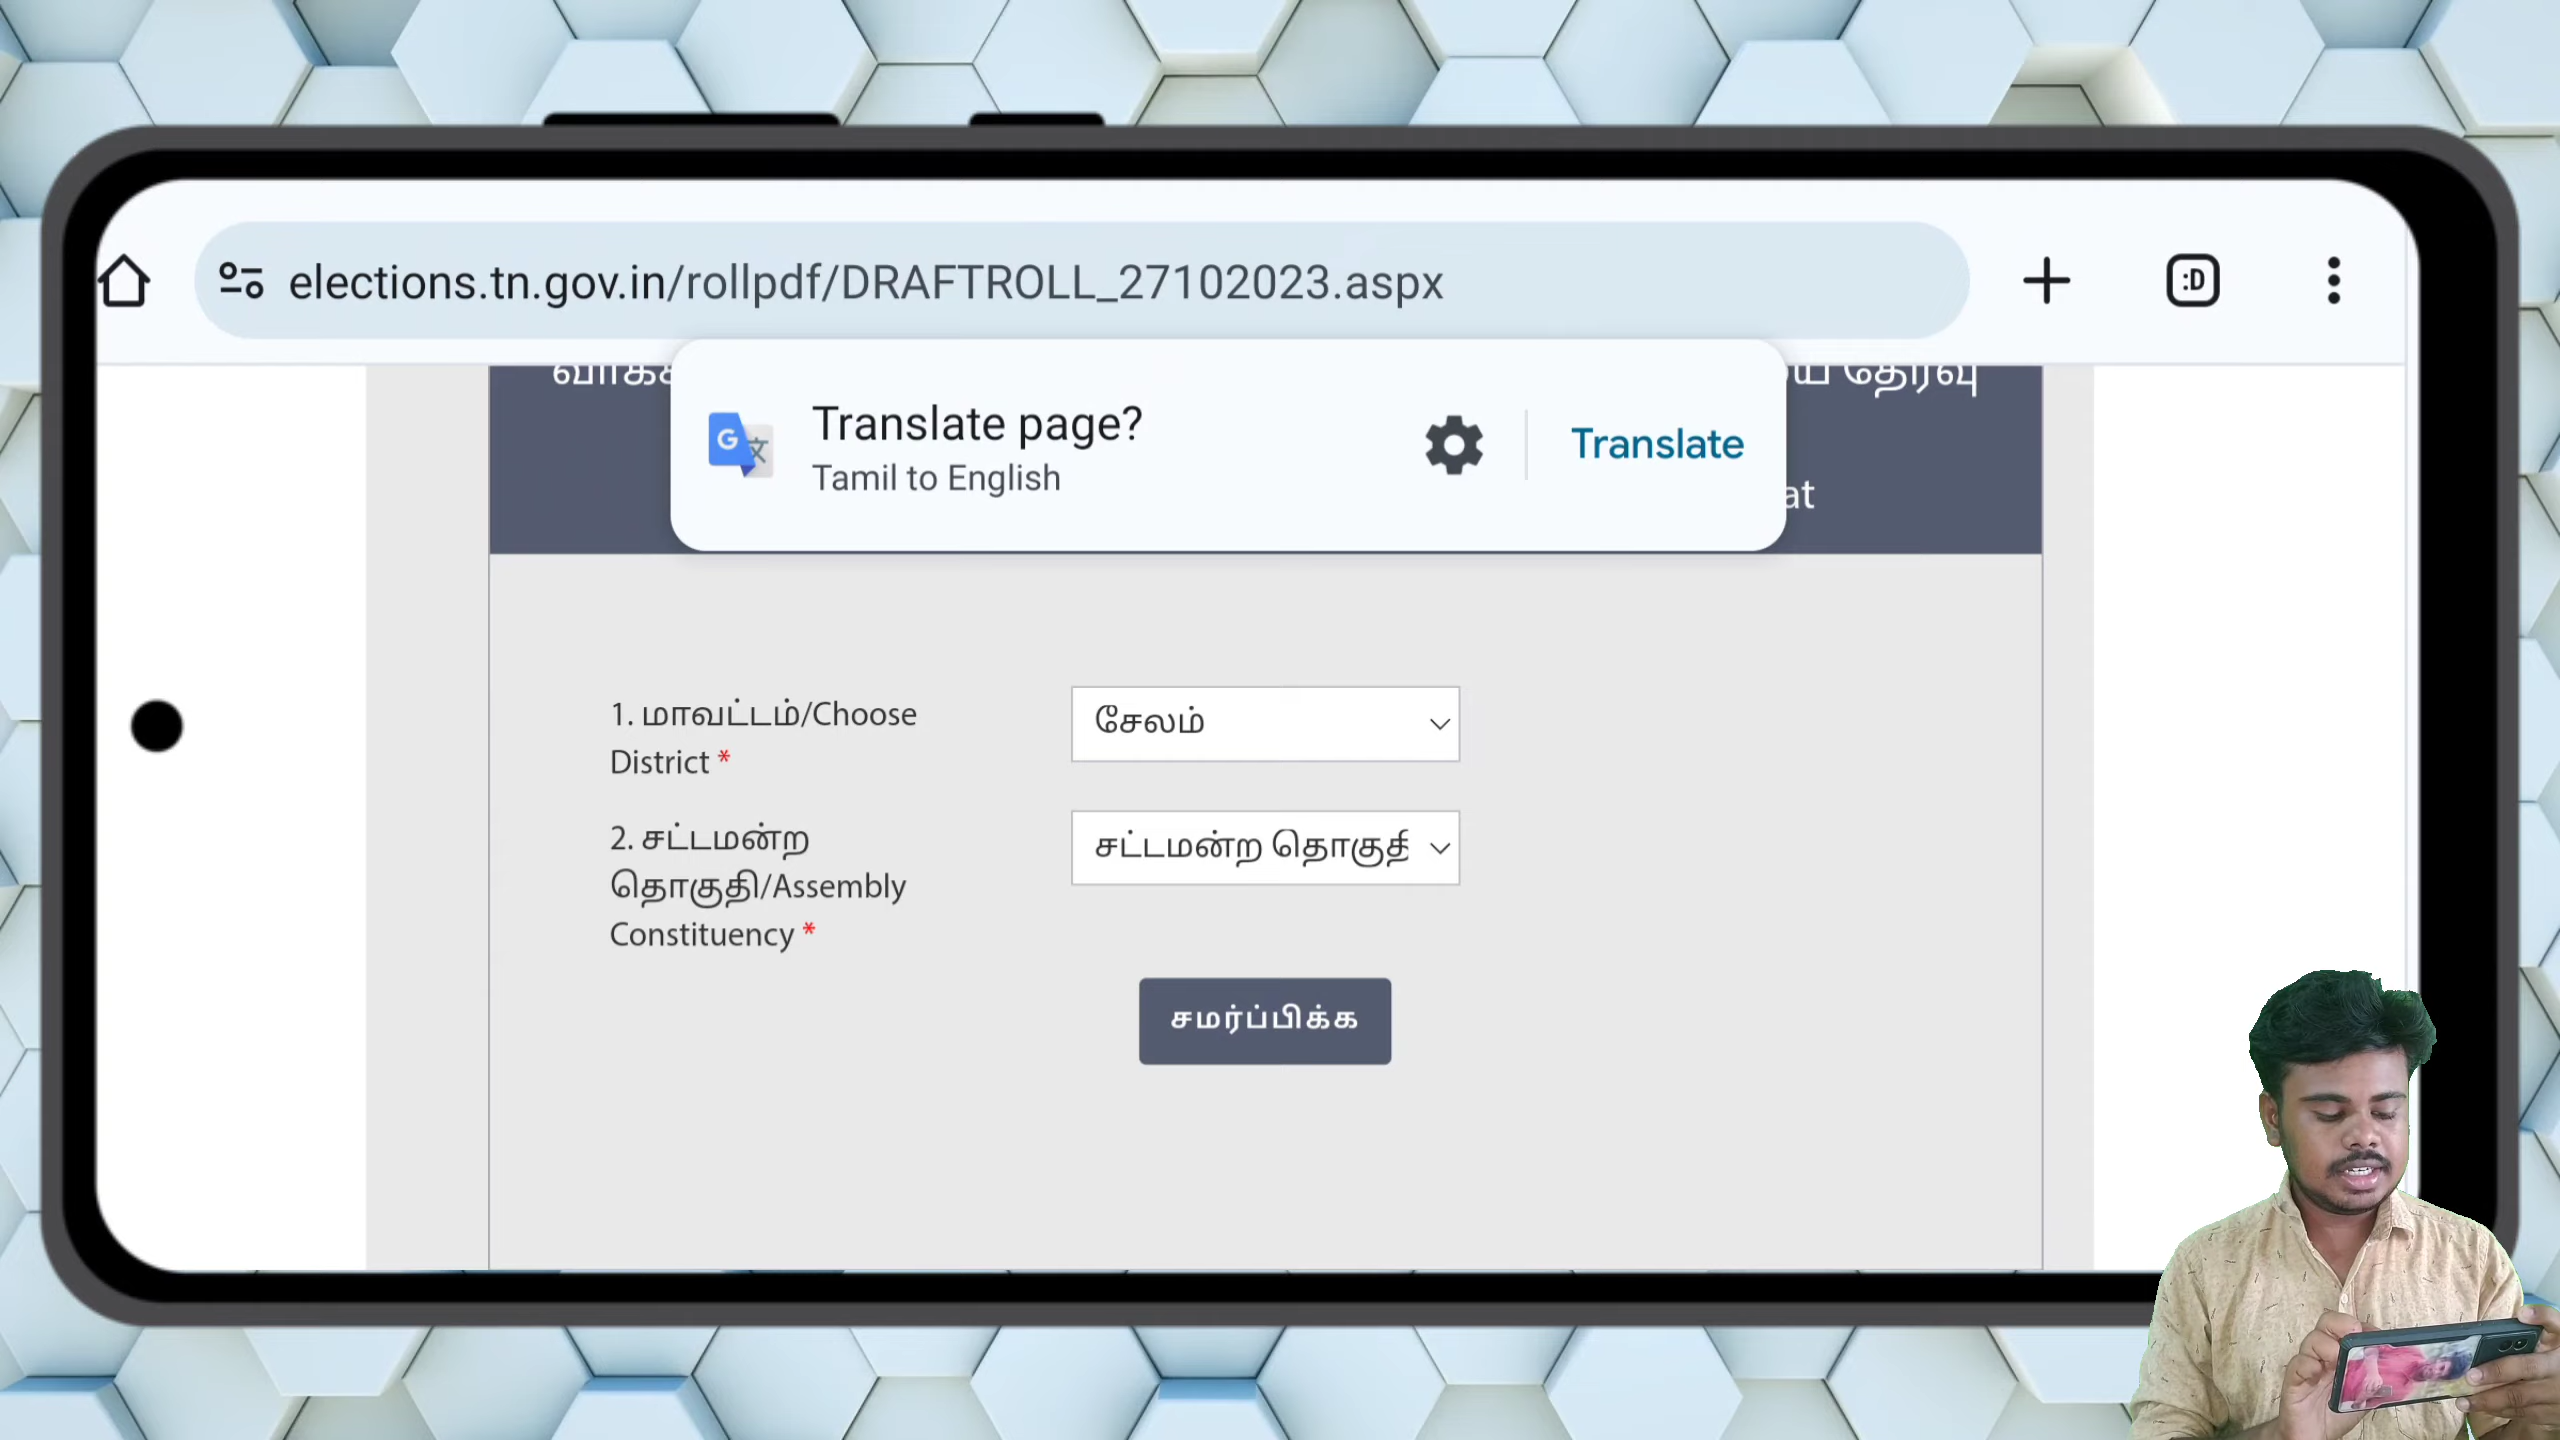 elections.tn.gov.in/rollpdf/DRAFTROLL_27102023.aspx
:D
தேர்வு
Translate page?
Tamil to English
Translate
at
1. மாவட்டம்/Choose
District *
சேலம்
2. சட்டமன்ற
தொகுதி/Assembly
Constituency *
சட்டமன்ற தொகுதி
சமர்ப்பிக்க